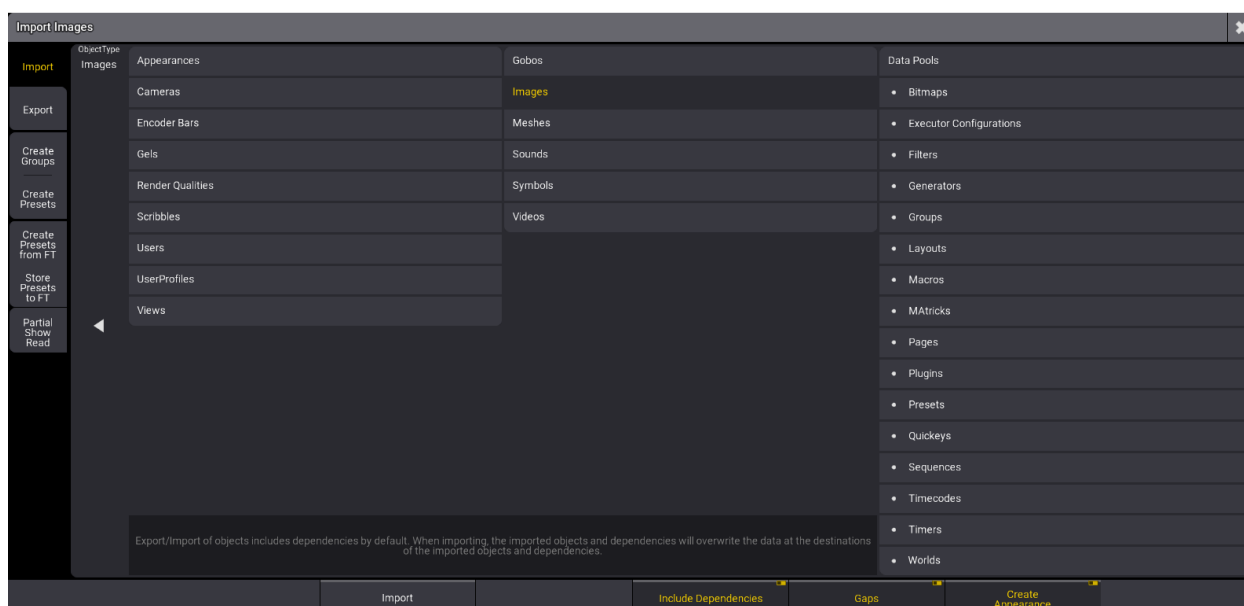 Import Images
Import
Export
Create
Groups
Create
Presets
Create
Presets
from FT
Store
Presets
to FT
Partial
Show
Read
ObjectType
Images
Appearances
Cameras
Encoder Bars
Gels
Render Qualities
Scribbles
Users
UserProfiles
Views
Gobos
Images
Meshes
Sounds
Symbols
Videos
Data Pools
• Bitmaps
• Executor Configurations
• Filters
• Generators
• Groups
• Layouts
• Macros
• MAtricks
• Pages
• Plugins
• Presets
• Quickeys
• Sequences
• Timecodes
• Timers
• Worlds
Export/Import of objects includes dependencies by default. When importing, the imported objects and dependencies will overwrite the data at the destinations
of the imported objects and dependencies.
Import
Include Dependencies
Gaps
Create
Appearance